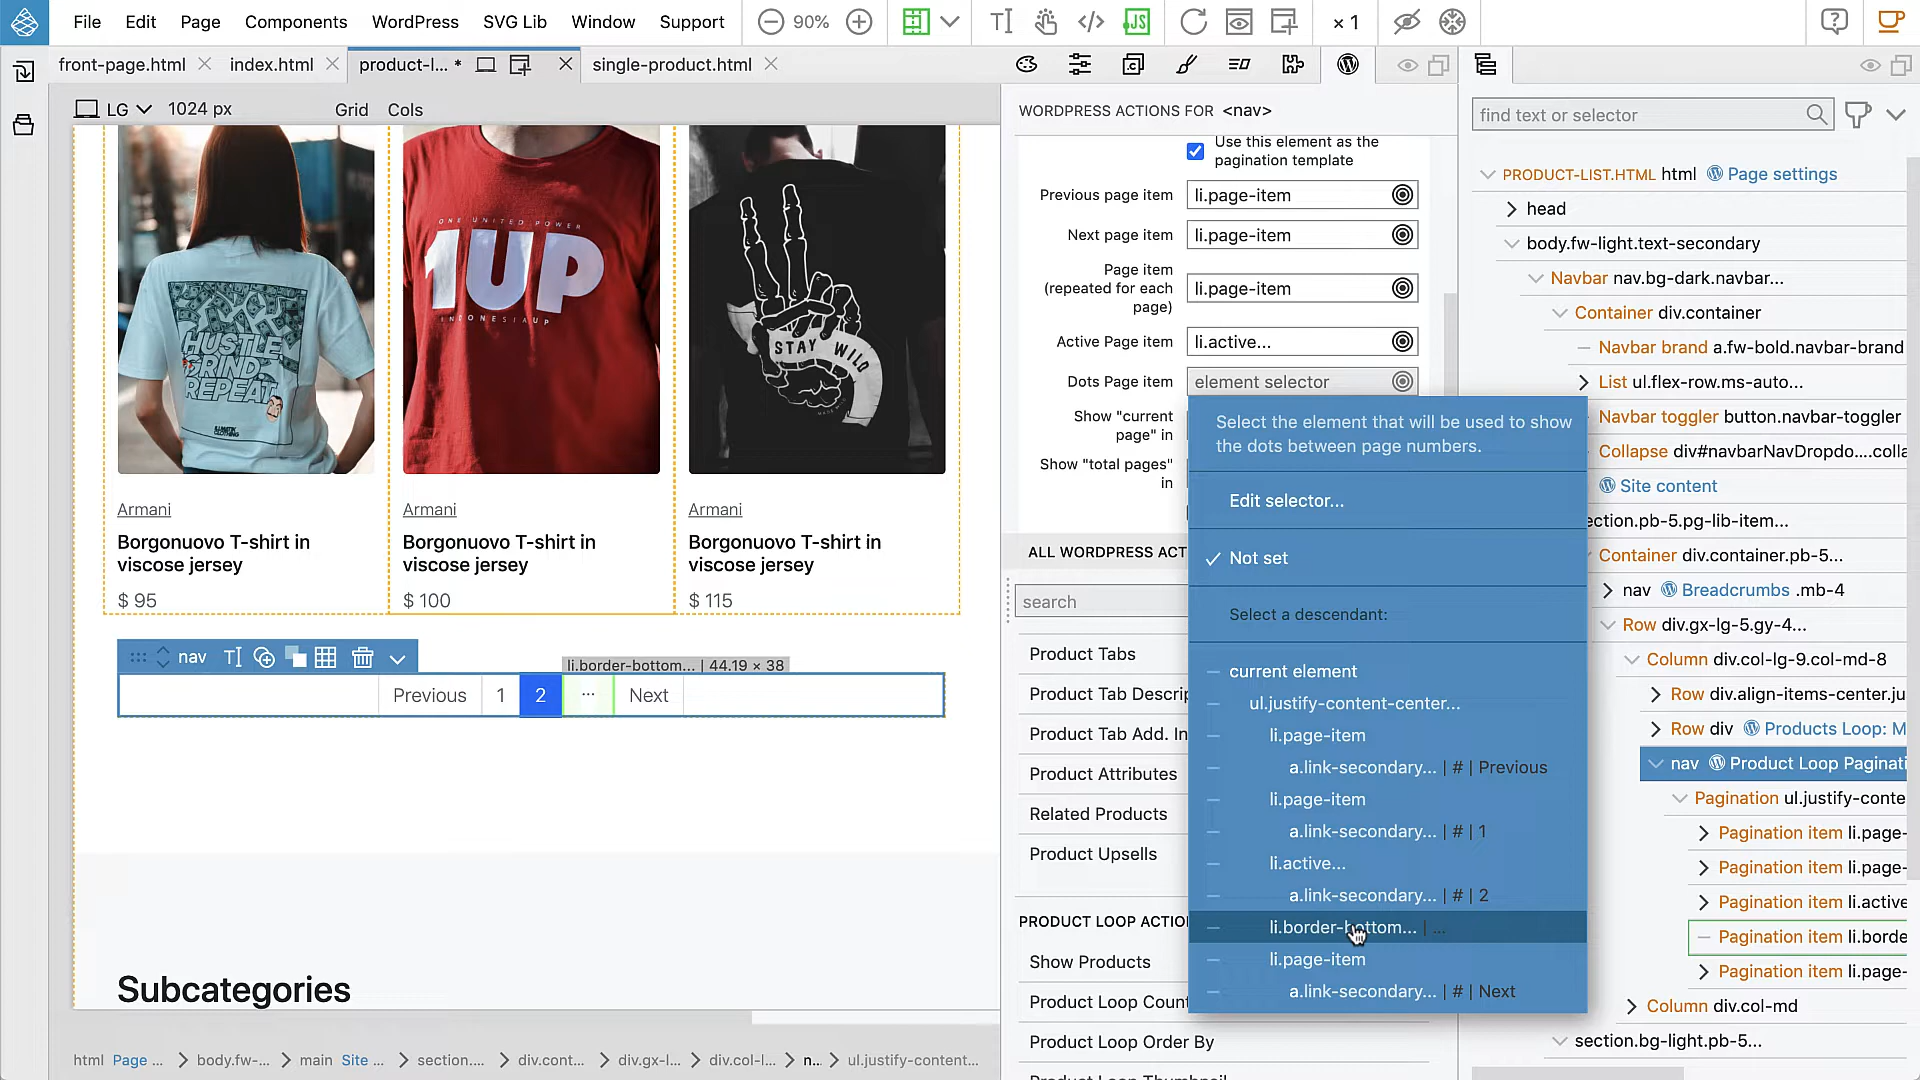 File Edit Page Components WordPress SVG Lib Window Support 90% JS × 1
front-page.html index.html product-l... * single-product.html
LG 1024 px Grid Cols
HUSTLE
GRIND
REPEAT
ONE UNITED POWER
1UP
INDONESIAUP
STAY WILD
Armani
Borgonuovo T-shirt in
viscose jersey
$ 95
Armani
Borgonuovo T-shirt in
viscose jersey
$ 100
Armani
Borgonuovo T-shirt in
viscose jersey
$ 115
nav
li.border-bottom... | 44.19 × 38
Previous 1 2 ... Next
Subcategories
html Page ... body.fw-... main Site ... section.... div.cont... div.gx-l... div.col-l... n... ul.justify-content...
WORDPRESS ACTIONS FOR <nav>
Use this element as the
pagination template
Previous page item li.page-item
Next page item li.page-item
Page item
(repeated for each
page)
li.page-item
Active Page item li.active...
Dots Page item element selector
Show "current
page" in
Show "total pages"
in
ALL WORDPRESS ACT
search
Product Tabs
Product Tab Descrip
Product Tab Add. In
Product Attributes
Related Products
Product Upsells
PRODUCT LOOP ACTIO
Show Products
Product Loop Count
Product Loop Order By
Product Loop Thumbnail
Select the element that will be used to show
the dots between page numbers.
Edit selector...
Not set
Select a descendant:
current element
ul.justify-content-center...
li.page-item
a.link-secondary... | # | Previous
li.page-item
a.link-secondary... | # | 1
li.active...
a.link-secondary... | # | 2
li.border-bottom... | ...
li.page-item
a.link-secondary... | # | Next
find text or selector
PRODUCT-LIST.HTML html Page settings
head
body.fw-light.text-secondary
Navbar nav.bg-dark.navbar...
Container div.container
Navbar brand a.fw-bold.navbar-brand
List ul.flex-row.ms-auto...
Navbar toggler button.navbar-toggler
Collapse div#navbarNavDropdo....colla
Site content
ection.pb-5.pg-lib-item...
Container div.container.pb-5...
nav Breadcrumbs .mb-4
Row div.gx-lg-5.gy-4...
Column div.col-lg-9.col-md-8
Row div.align-items-center.ju
Row div Products Loop: M
nav Product Loop Paginati
Pagination ul.justify-conte
Pagination item li.page-
Pagination item li.page-
Pagination item li.active
Pagination item li.borde
Pagination item li.page-
Column div.col-md
section.bg-light.pb-5...